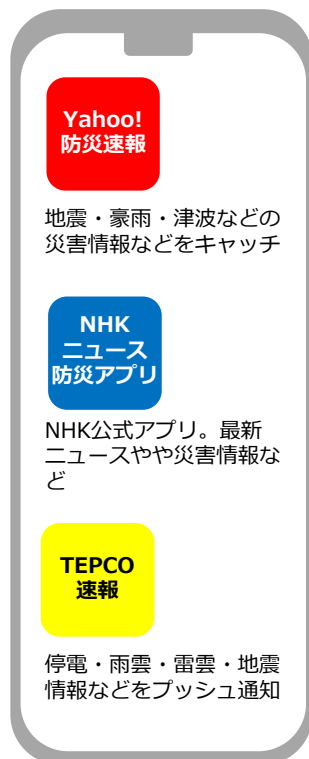 Yahoo!
防災速報
地震・豪雨・津波などの
災害情報などをキャッチ
NHK
ニュース
防災アプリ
NHK公式アプリ。最新
ニュースやや災害情報な
ど
TEPCO
速報
停電・雨雲・雷雲・地震
情報などをプッシュ通知